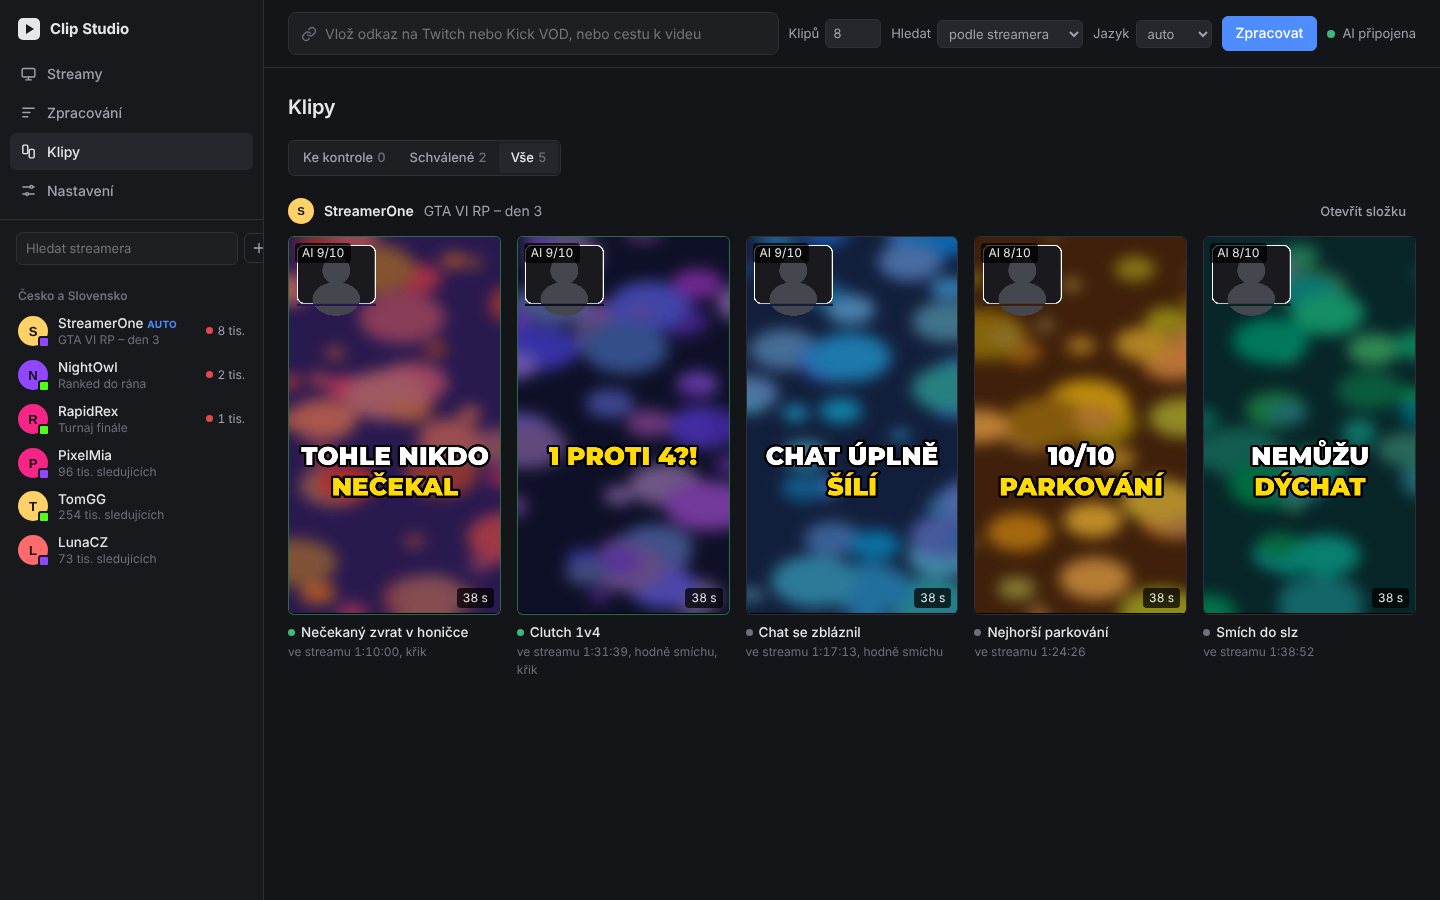 Clip Studio
Streamy
Zpracování
Klipy
Nastavení
Hledat streamera
+
Česko a Slovensko
S
StreamerOne AUTO
8 tis.
GTA VI RP – den 3
N
NightOwl
2 tis.
Ranked do rána
R
RapidRex
1 tis.
Turnaj finále
P
PixelMia
96 tis. sledujících
T
TomGG
254 tis. sledujících
L
LunaCZ
73 tis. sledujících
Vlož odkaz na Twitch nebo Kick VOD, nebo cestu k videu
Klipů 8
Hledat podle streamera
Jazyk auto
Zpracovat
AI připojena
Klipy
Ke kontrole 0
Schválené 2
Vše 5
S StreamerOne GTA VI RP – den 3
Otevřít složku
AI 9/10
TOHLE NIKDO
NEČEKAL
38 s
Nečekaný zvrat v honičce
ve streamu 1:10:00, křik
AI 9/10
1 PROTI 4?!
38 s
Clutch 1v4
ve streamu 1:31:39, hodně smíchu,
křik
AI 9/10
CHAT ÚPLNĚ
ŠÍLÍ
38 s
Chat se zbláznil
ve streamu 1:17:13, hodně smíchu
AI 8/10
10/10
PARKOVÁNÍ
38 s
Nejhorší parkování
ve streamu 1:24:26
AI 8/10
NEMŮŽU
DÝCHAT
38 s
Smích do slz
ve streamu 1:38:52